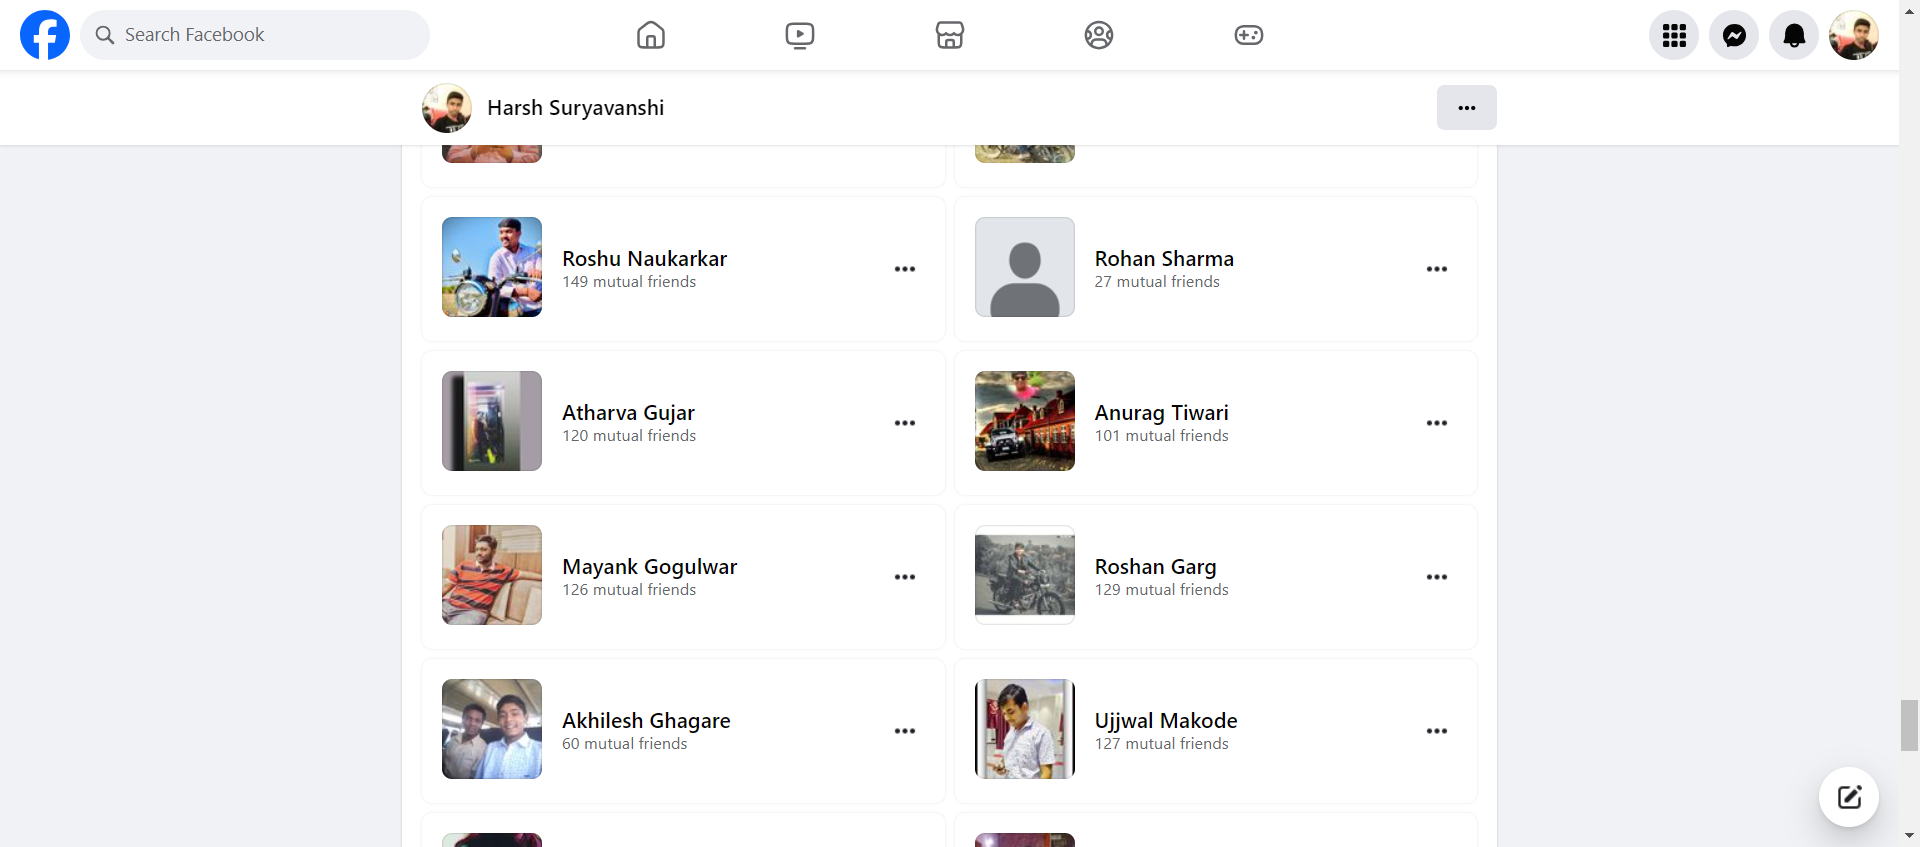 Search Facebook
Harsh Suryavanshi
Roshu Naukarkar
149 mutual friends
Rohan Sharma
27 mutual friends
Atharva Gujar
120 mutual friends
Anurag Tiwari
101 mutual friends
Mayank Gogulwar
126 mutual friends
Roshan Garg
129 mutual friends
Akhilesh Ghagare
60 mutual friends
Ujjwal Makode
127 mutual friends